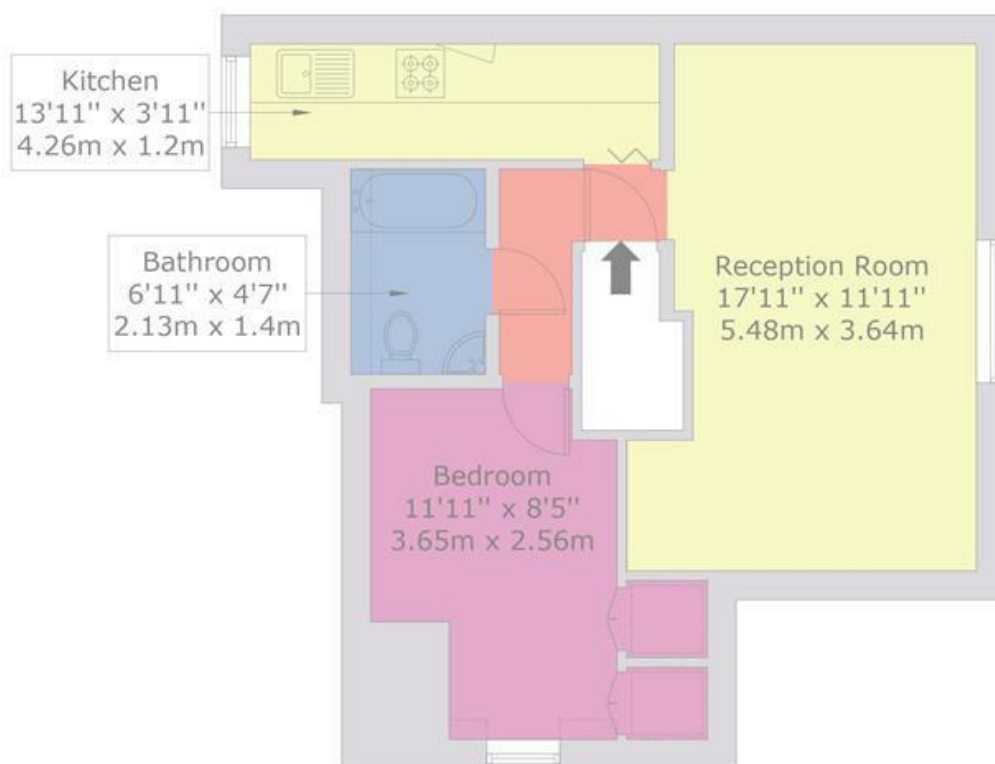 Kitchen
13'11'' x 3'11''
4.26m x 1.2m
Bathroom
6'11'' x 4'7''
2.13m x 1.4m
Reception Room
17'11'' x 11'11''
5.48m x 3.64m
Bedroom
11'11'' x 8'5''
3.65m x 2.56m